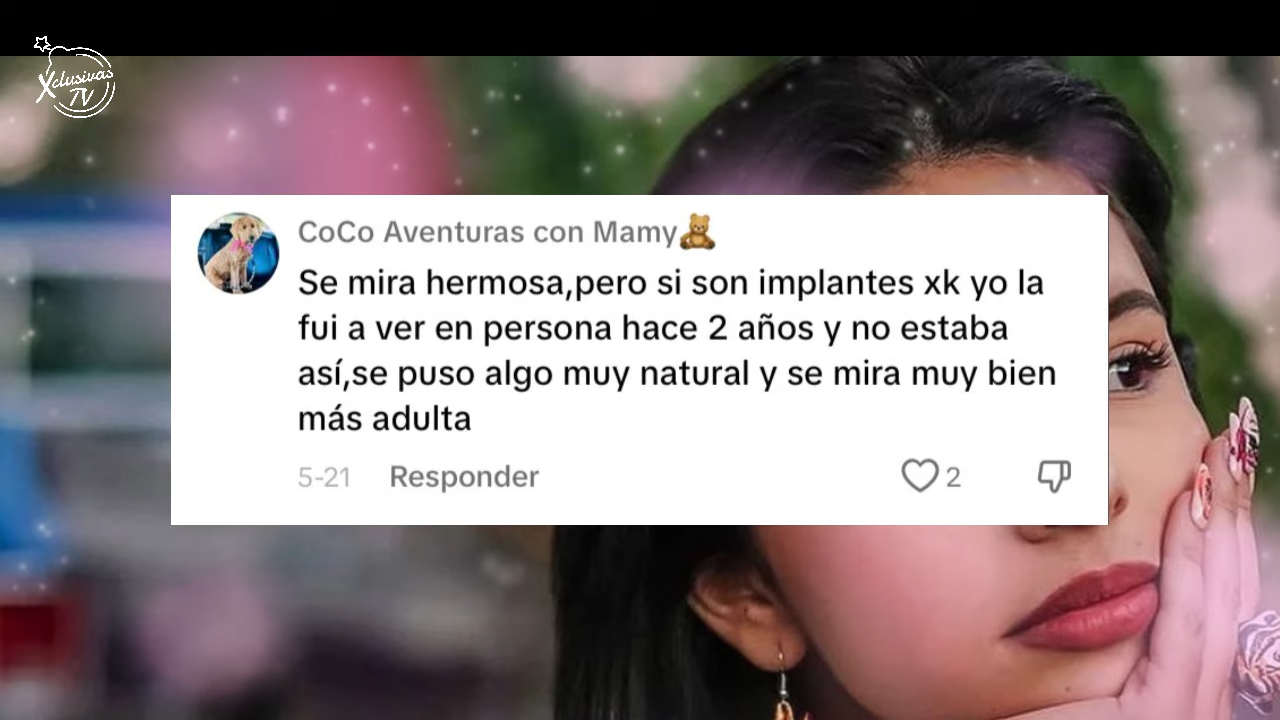 Xclusivas
TV
CoCo Aventuras con Mamy🧸
Se mira hermosa,pero si son implantes xk yo la
fui a ver en persona hace 2 años y no estaba
así,se puso algo muy natural y se mira muy bien
más adulta
5-21 Responder 2